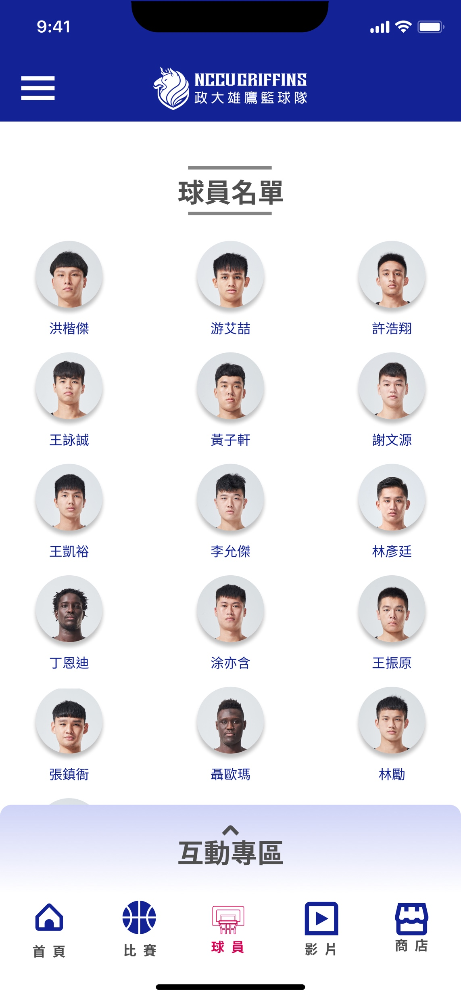 9:41
NCCU GRIFFINS
政大雄鷹籃球隊
球員名單
洪楷傑 游艾喆 許浩翔
王詠誠 黃子軒 謝文源
王凱裕 李允傑 林彥廷
丁恩迪 涂亦含 王振原
張鎮衙 聶歐瑪 林勵
互動專區
首頁 比賽 球員 影片 商店